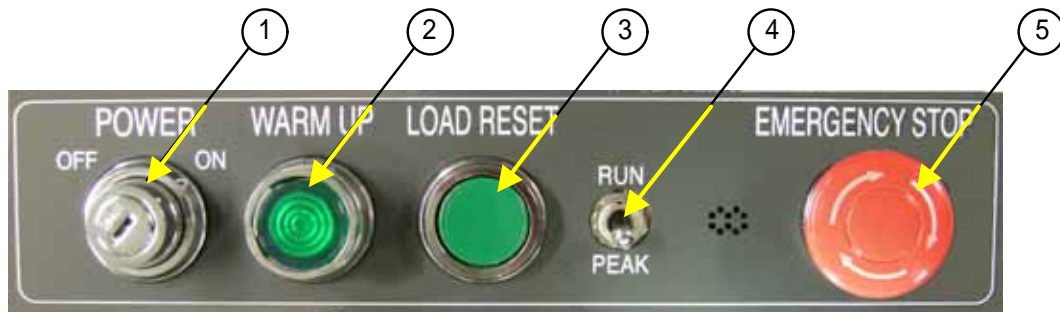 1 2 3 4 5
POWER WARM UP LOAD RESET EMERGENCY STOP
OFF ON
RUN
PEAK